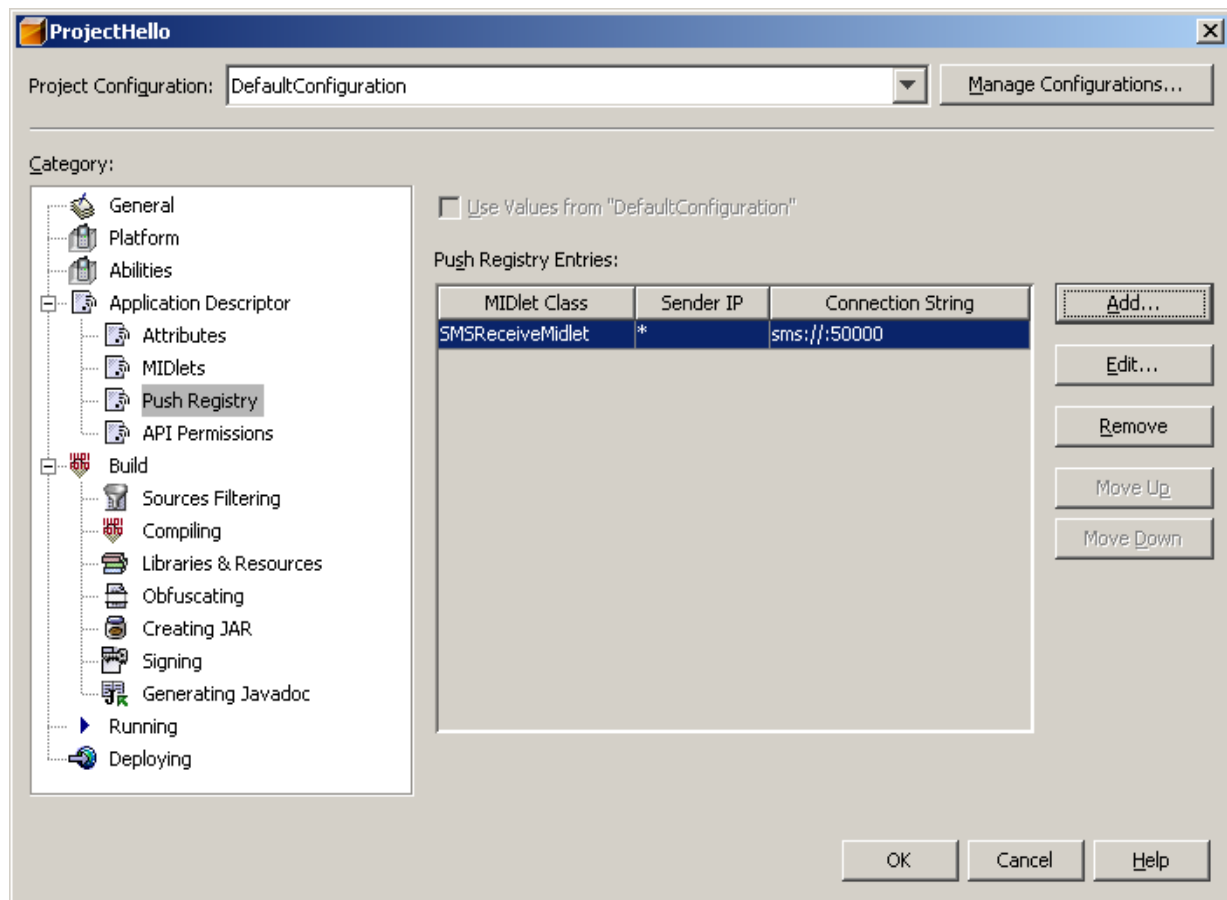 ProjectHello
Project Configuration: DefaultConfiguration Manage Configurations...
Category:
General
Platform
Abilities
Application Descriptor
Attributes
MIDlets
Push Registry
API Permissions
Build
Sources Filtering
Compiling
Libraries & Resources
Obfuscating
Creating JAR
Signing
Generating Javadoc
Running
Deploying
Use Values from "DefaultConfiguration"
Push Registry Entries:
MIDlet Class Sender IP Connection String
SMSReceiveMidlet * sms://:50000
Add...
Edit...
Remove
Move Up
Move Down
OK Cancel Help